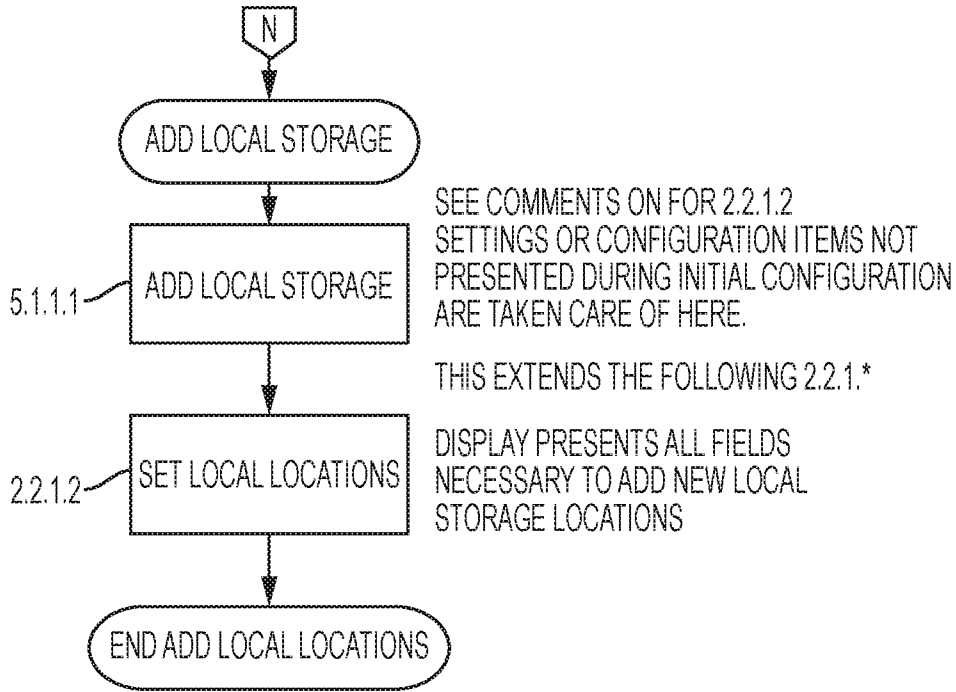 N
ADD LOCAL STORAGE
5.1.1.1
ADD LOCAL STORAGE
SEE COMMENTS ON FOR 2.2.1.2
SETTINGS OR CONFIGURATION ITEMS NOT
PRESENTED DURING INITIAL CONFIGURATION
ARE TAKEN CARE OF HERE.
THIS EXTENDS THE FOLLOWING 2.2.1.*
2.2.1.2
SET LOCAL LOCATIONS
DISPLAY PRESENTS ALL FIELDS
NECESSARY TO ADD NEW LOCAL
STORAGE LOCATIONS
END ADD LOCAL LOCATIONS